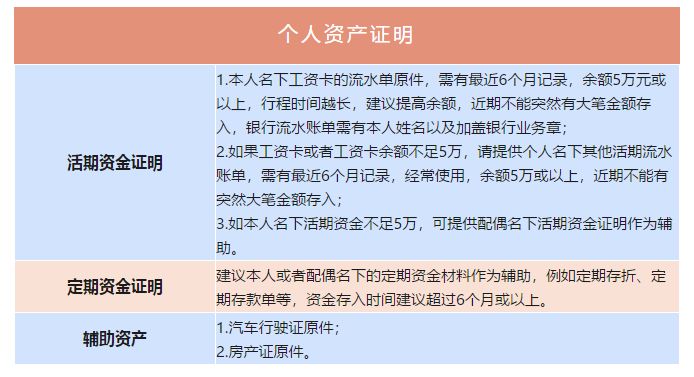 个人资产证明
活期资金证明
1.本人名下工资卡的流水单原件，需有最近6个月记录，余额5万元或
以上，行程时间越长，建议提高余额，近期不能突然有大笔金额存
入，银行流水账单需有本人姓名以及加盖银行业务章；
2.如果工资卡或者工资卡余额不足5万，请提供个人名下其他活期流水
账单，需有最近6个月记录，经常使用，余额5万或以上，近期不能有
突然大笔金额存入；
3.如本人名下活期资金不足5万，可提供配偶名下活期资金证明作为辅
助。
定期资金证明
建议本人或者配偶名下的定期资金材料作为辅助，例如定期存折、定
期存款单等，资金存入时间建议超过6个月或以上。
辅助资产
1.汽车行驶证原件；
2.房产证原件。